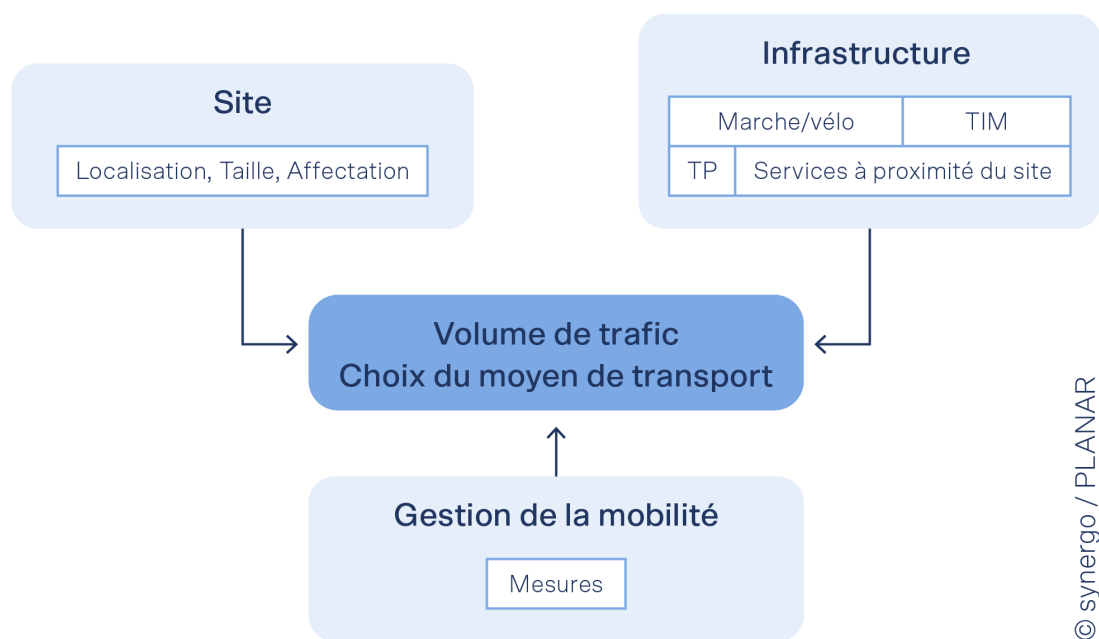 Site
Localisation, Taille, Affectation
Infrastructure
Marche/vélo
TIM
TP
Services à proximité du site
Volume de trafic
Choix du moyen de transport
Gestion de la mobilité
Mesures
© synergo / PLANAR